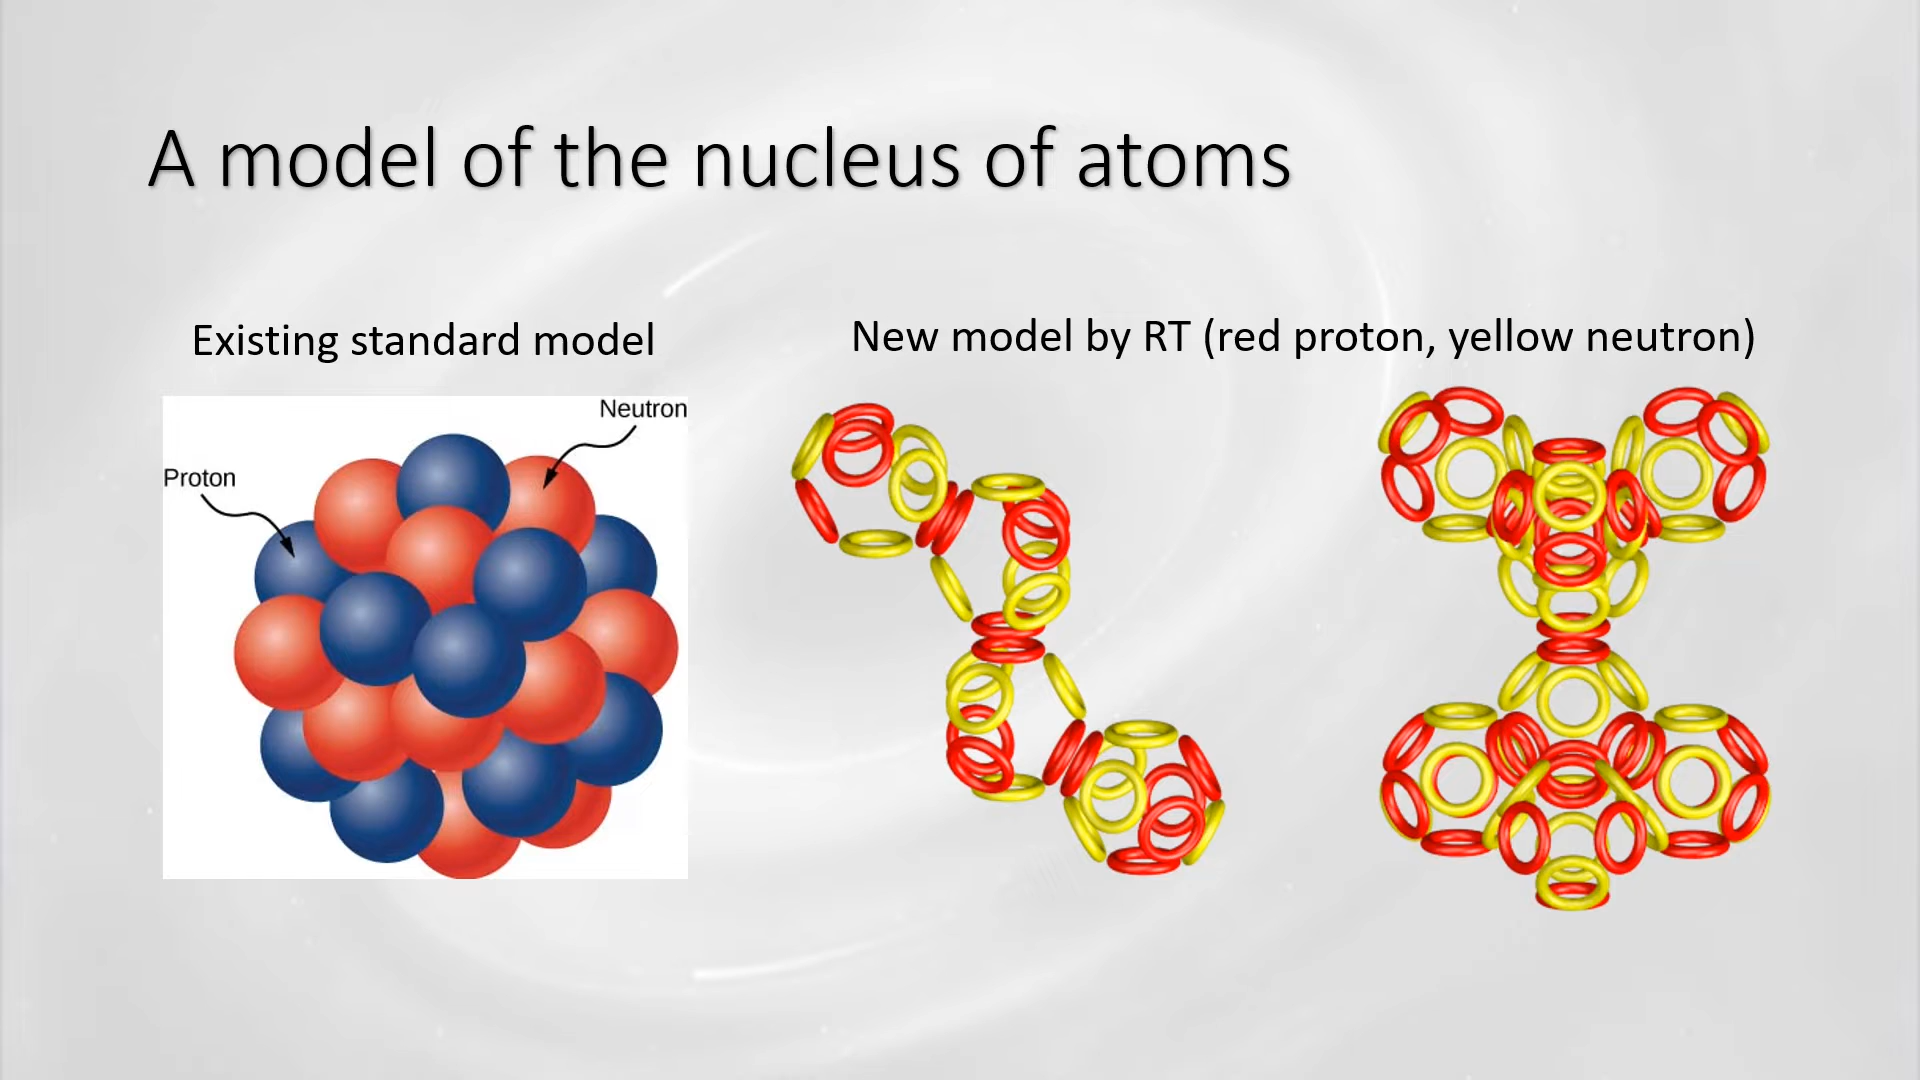 A model of the nucleus of atoms
Existing standard model
New model by RT (red proton, yellow neutron)
Neutron
Proton